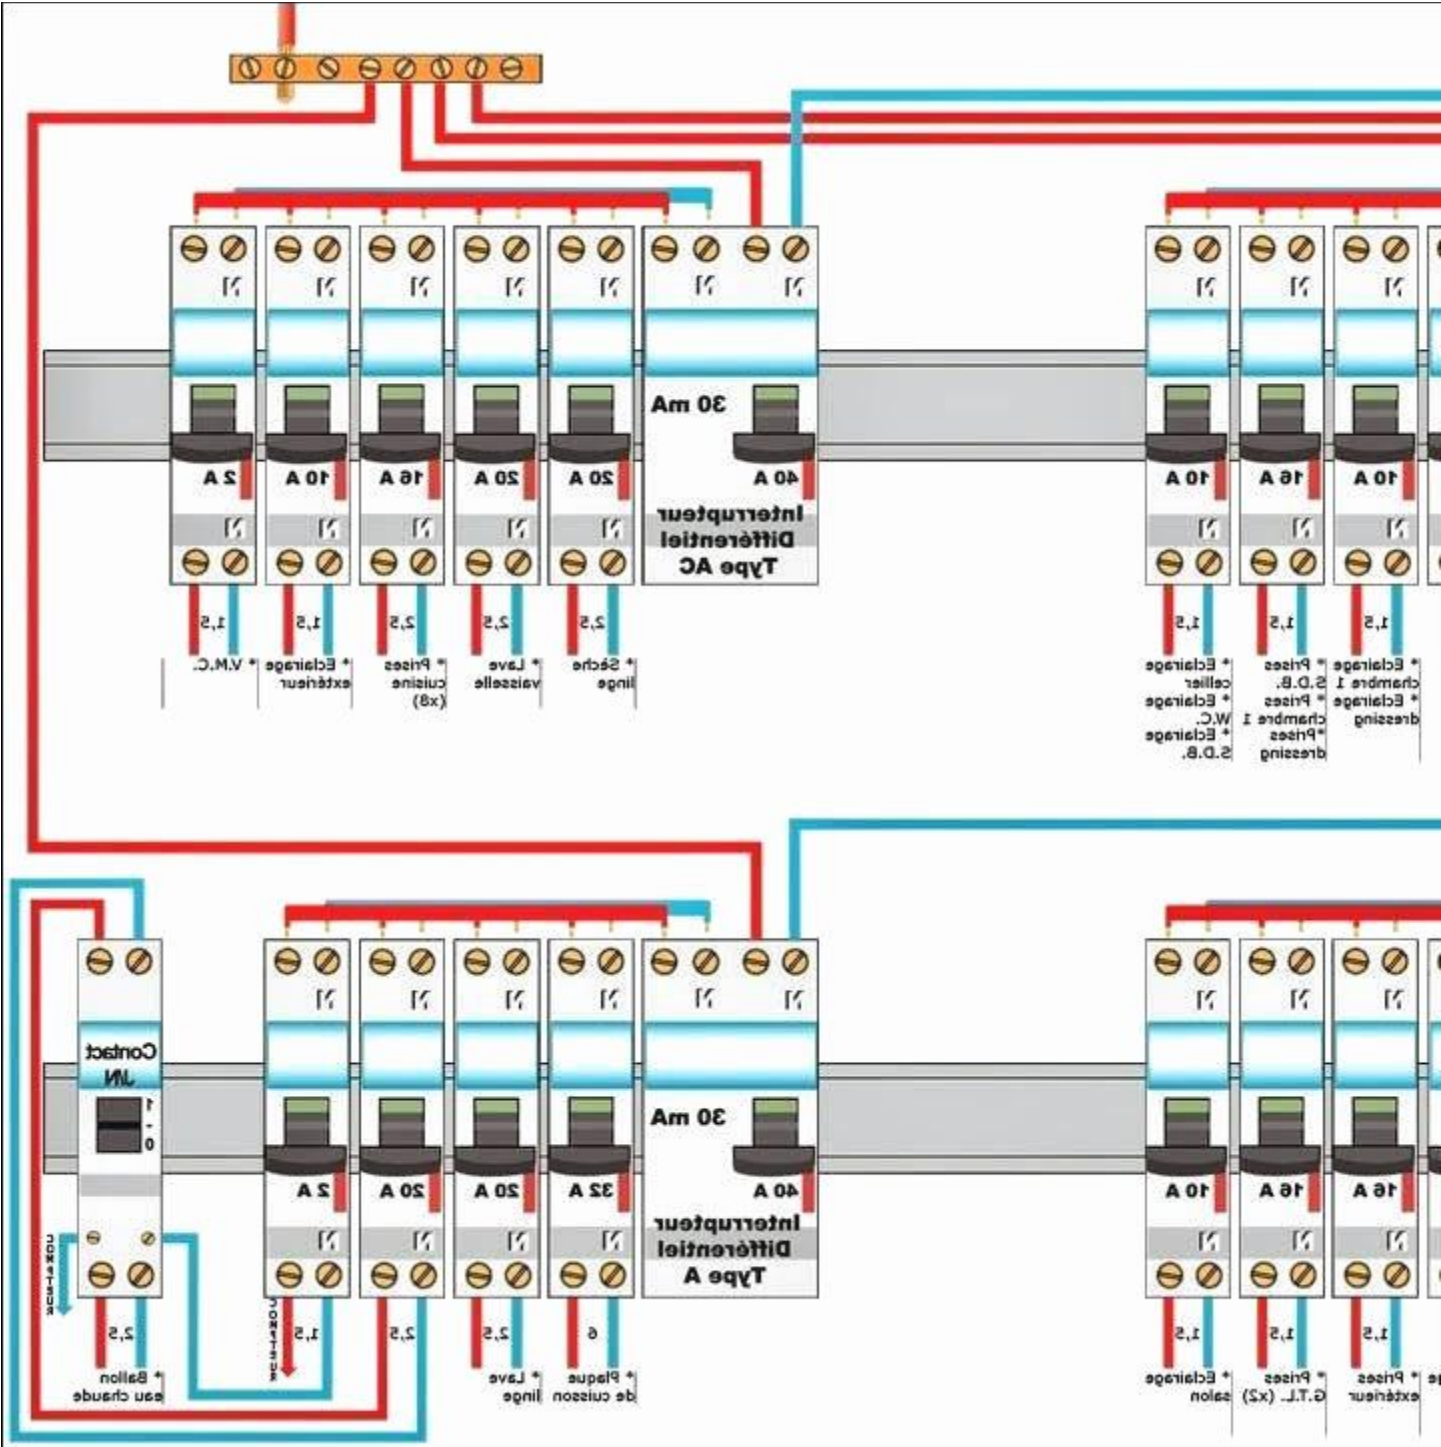 N N N N N N N N N N
30 mA
2 A 10 A 16 A 20 A 20 A 40 A 10 A 16 A 10 A
Interrupteur
Différentiel
Type AC
N N N N N N N N
1,5 1,5 2,5 2,5 2,5 1,5 1,5 1,5
* V.M.C.
* Eclairage
extérieur
* Prises
cuisine
(x8)
* Lave
vaisselle
* Sèche
linge
* Eclairage
cellier
* Eclairage
W.C.
* Eclairage
S.D.B.
* Prises
S.D.B.
* Prises
chambre 1
*Prises
dressing
* Eclairage
chambre 1
* Eclairage
dressing
N N N N N N N N N
Contact
J/N
1
-
0
30 mA
2 A 20 A 20 A 32 A 40 A 10 A 16 A 16 A
Interrupteur
Différentiel
Type A
N N N N N N N
COMPTEUR
COMPTEUR
2,5 1,5 2,5 2,5 6 1,5 1,5 1,5
* Ballon
eau chaude
* Lave
linge
* Plaque
de cuisson
* Eclairage
salon
* Prises
G.T.L. (x2)
* Prises
extérieur